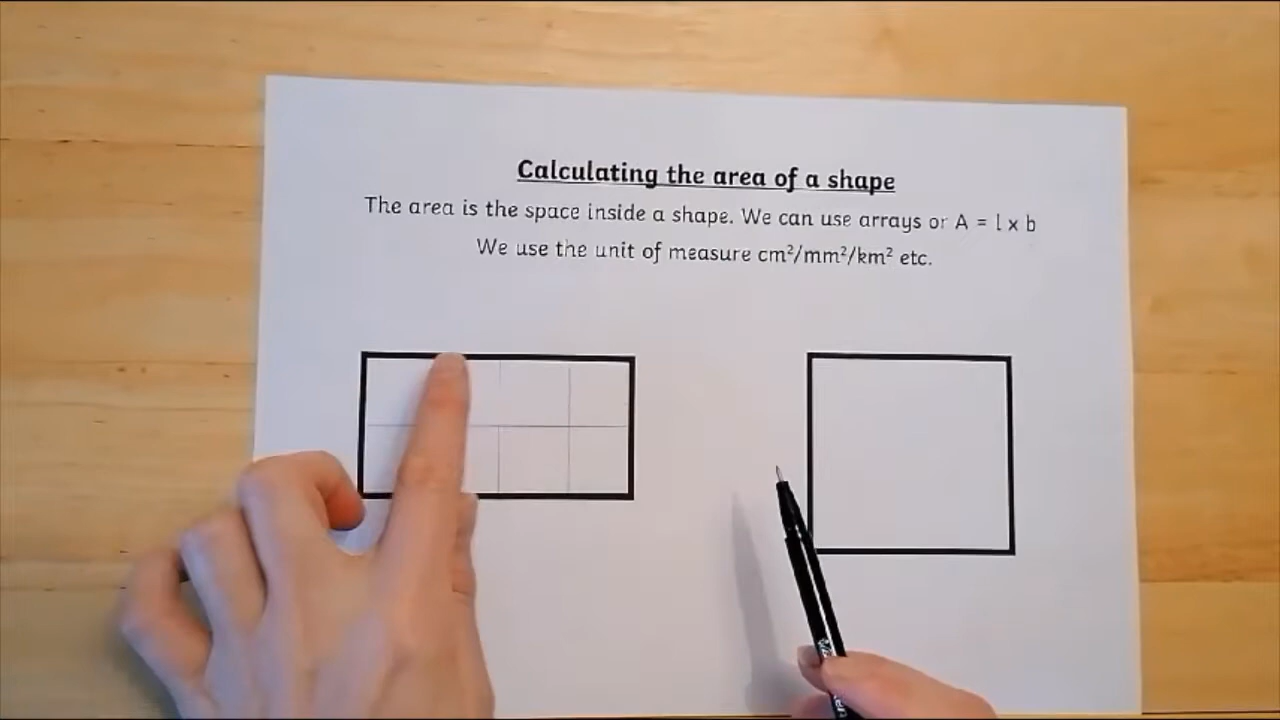 Calculating the area of a shape
The area is the space inside a shape. We can use arrays or A = l x b
We use the unit of measure cm²/mm²/km² etc.